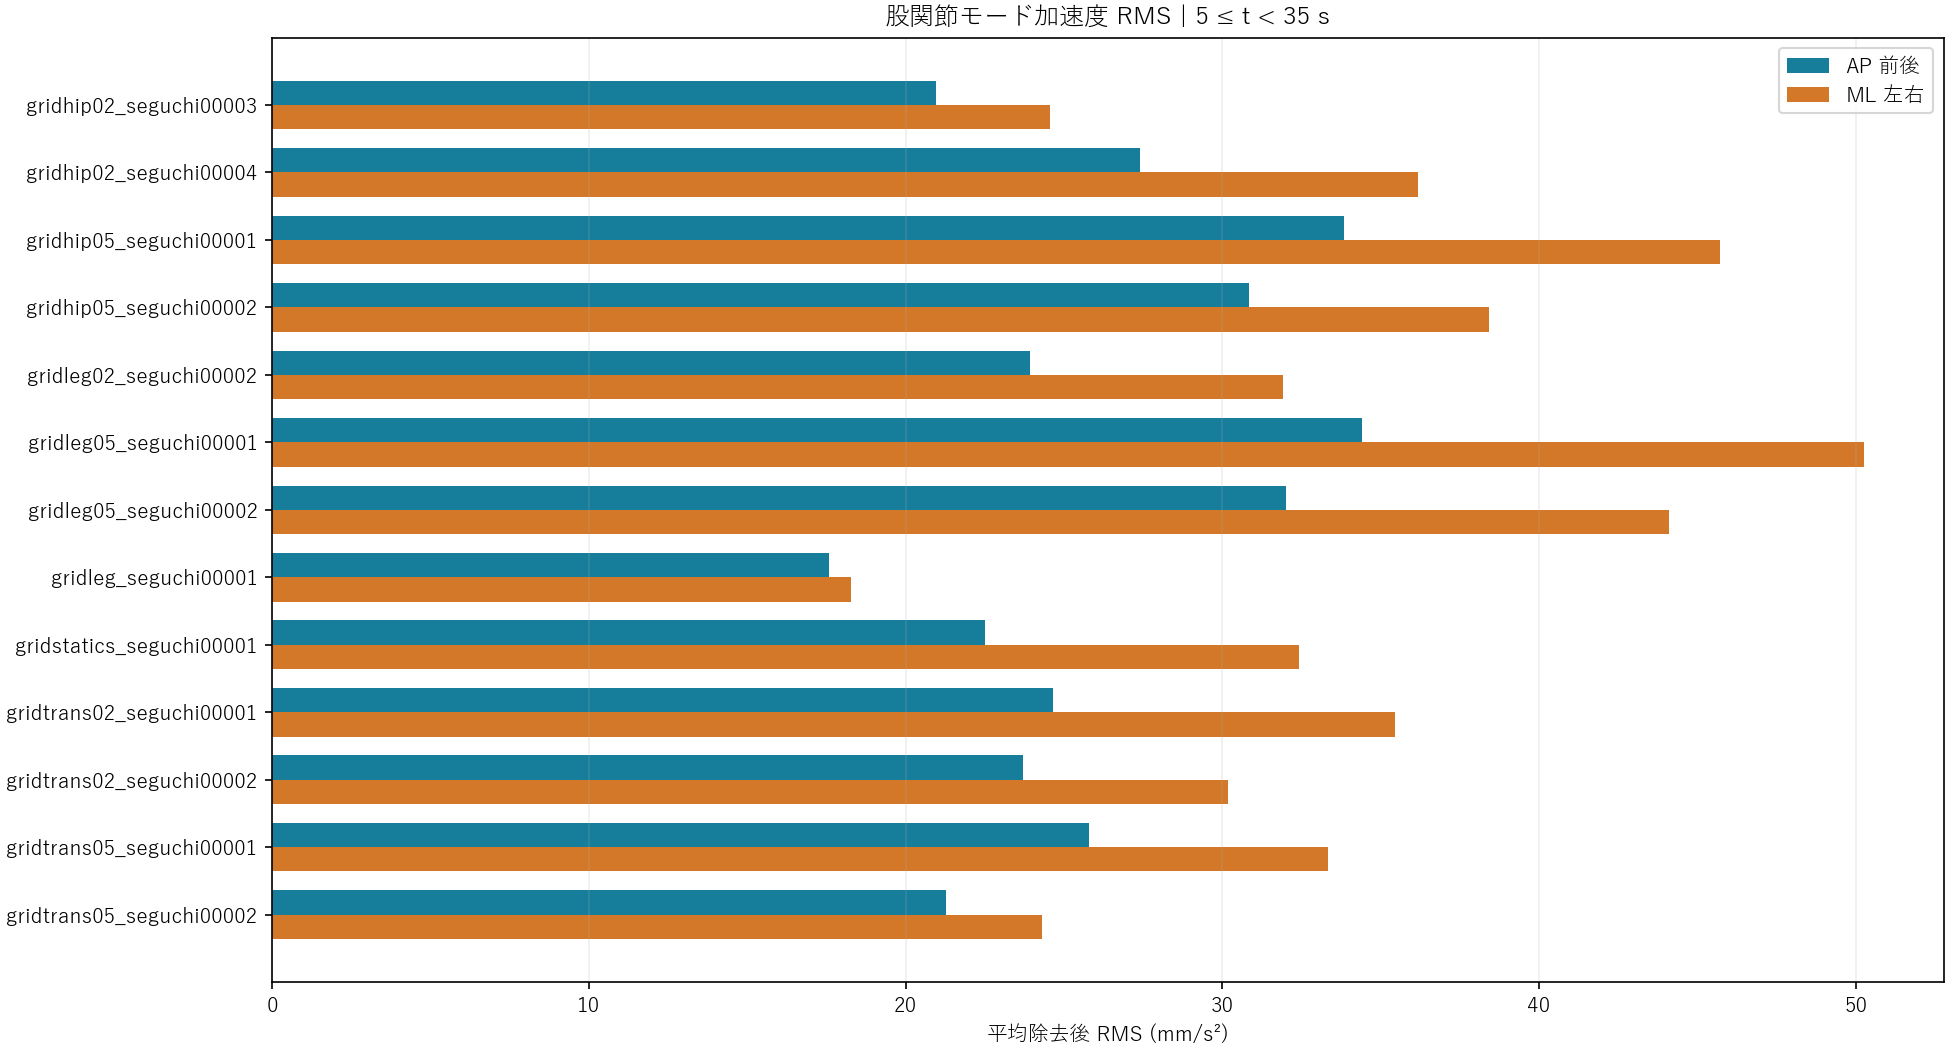 股関節モード加速度 RMS | 5 ≤ t < 35 s
AP 前後
ML 左右
gridhip02_seguchi00003
gridhip02_seguchi00004
gridhip05_seguchi00001
gridhip05_seguchi00002
gridleg02_seguchi00002
gridleg05_seguchi00001
gridleg05_seguchi00002
gridleg_seguchi00001
gridstatics_seguchi00001
gridtrans02_seguchi00001
gridtrans02_seguchi00002
gridtrans05_seguchi00001
gridtrans05_seguchi00002
0 10 20 30 40 50
平均除去後 RMS (mm/s²)